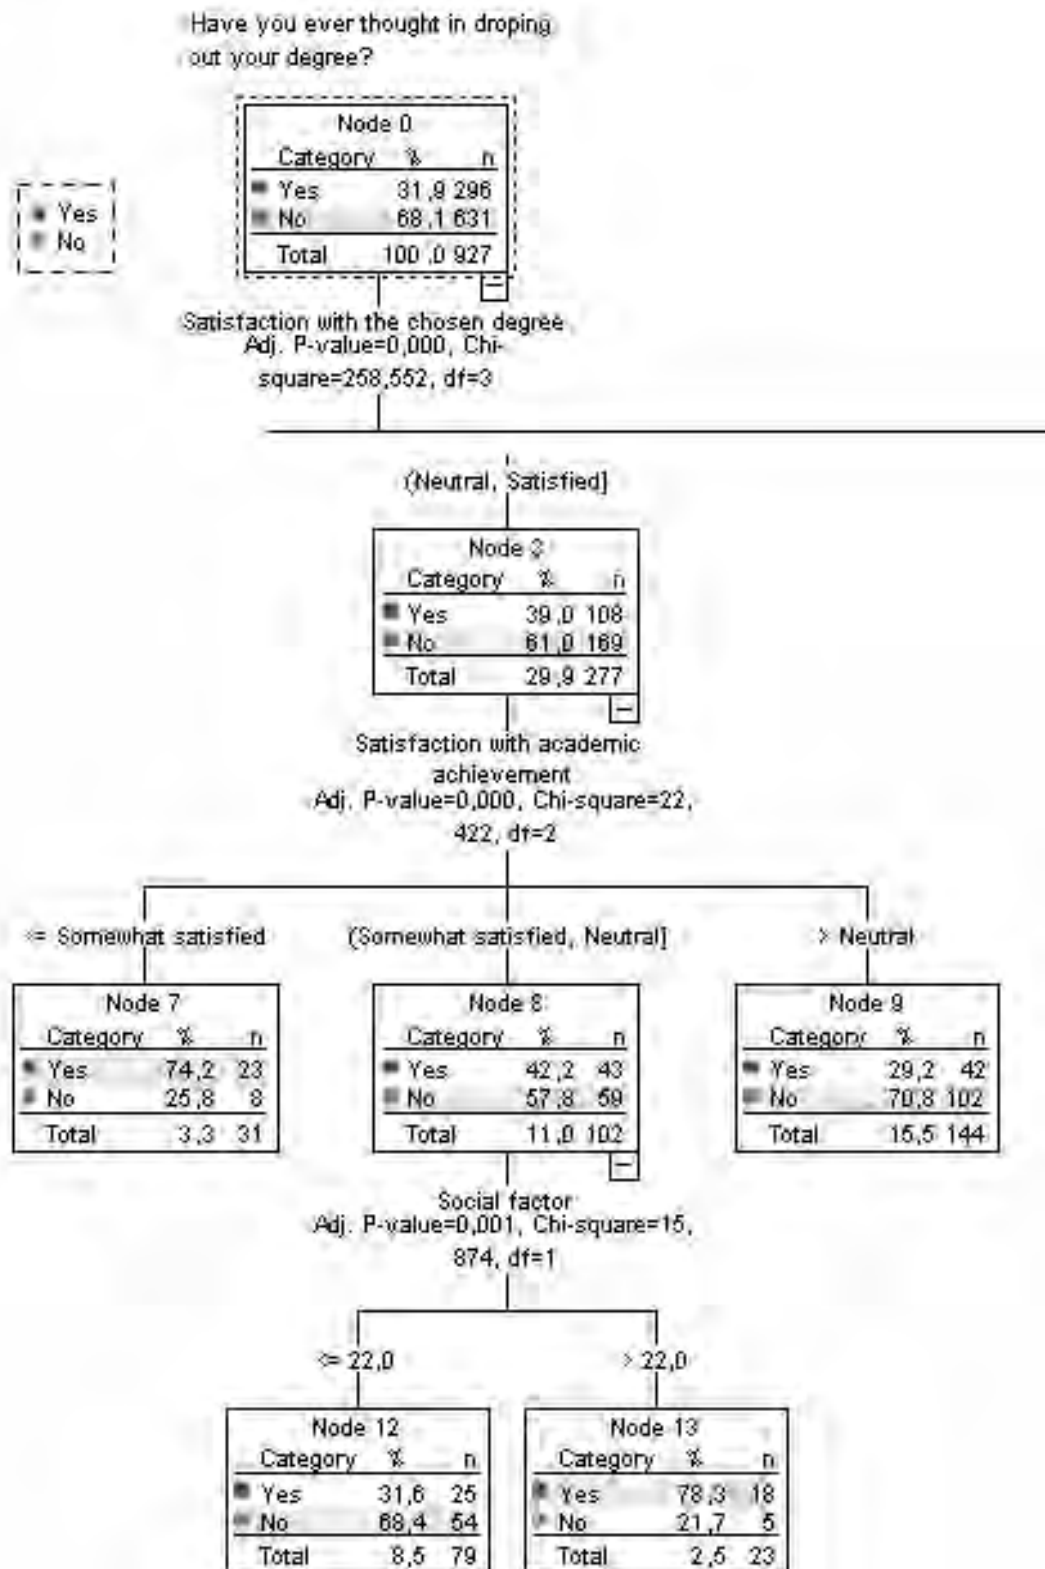 Have you ever thought in droping
out your degree?
Node 0
Category % n
Yes 31,9 296
No 68,1 631
Total 100,0 927
Yes
No
Satisfaction with the chosen degree
Adj. P-value=0,000, Chi-
square=258,552, df=3
(Neutral, Satisfied]
Node
Category % n
Yes 39,0 108
No 61,0 169
Total 29,9 277
Satisfaction with academic
achievement
Adj. P-value=0,000, Chi-square=22,
422, df=2
<= Somewhat satisfied
(Somewhat satisfied, Neutral]
> Neutral
Node 7
Category % n
Yes 74,2 23
No 25,8 8
Total 3,3 31
Node 8
Category % n
Yes 42,2 43
No 57,8 59
Total 11,0 102
Node 9
Category % n
Yes 29,2 42
No 70,8 102
Total 15,5 144
Social factor
Adj. P-value=0,001, Chi-square=15,
874, df=1
<= 22,0
> 22,0
Node 12
Category % n
Yes 31,6 25
No 68,4 54
Total 8,5 79
Node 13
Category % n
Yes 78,3 18
No 21,7 5
Total 2,5 23